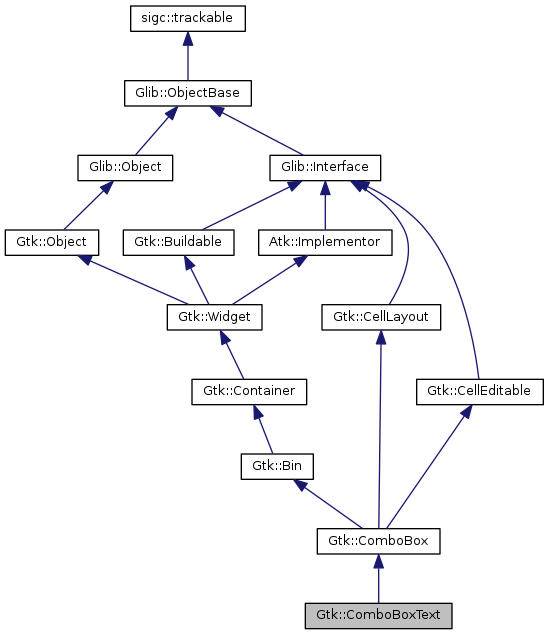 sigc::trackable
Glib::ObjectBase
Glib::Object
Glib::Interface
Gtk::Object
Gtk::Buildable
Atk::Implementor
Gtk::Widget
Gtk::CellLayout
Gtk::Container
Gtk::CellEditable
Gtk::Bin
Gtk::ComboBox
Gtk::ComboBoxText